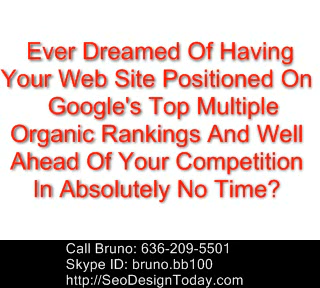 Ever Dreamed Of Having
Your Web Site Positioned On
Google's Top Multiple
Organic Rankings And Well
Ahead Of Your Competition
In Absolutely No Time?
Call Bruno: 636-209-5501
Skype ID: bruno.bb100
http://SeoDesignToday.com